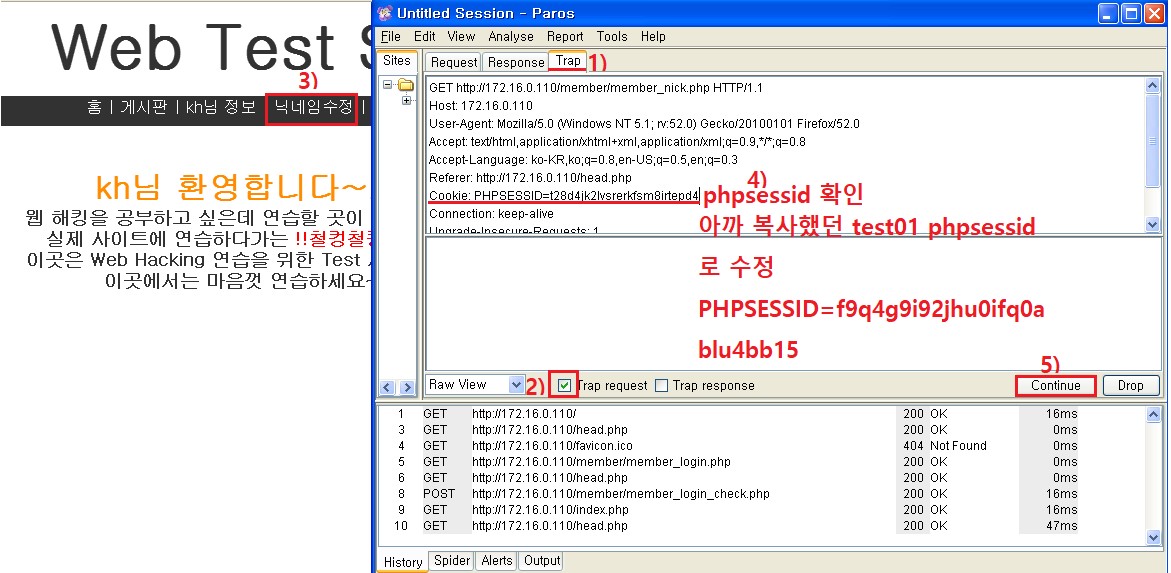 Web Test S
3)
홈 | 게시판 | kh님 정보 | 닉네임수정 |
kh님 환영합니다~
웹 해킹을 공부하고 싶은데 연습할 곳이
실제 사이트에 연습하다가는 !!철컹철컹
이곳은 Web Hacking 연습을 위한 Test
이곳에서는 마음껏 연습하세요~
Untitled Session - Paros
File Edit View Analyse Report Tools Help
Sites
Request Response Trap 1)
GET http://172.16.0.110/member/member_nick.php HTTP/1.1
Host: 172.16.0.110
User-Agent: Mozilla/5.0 (Windows NT 5.1; rv:52.0) Gecko/20100101 Firefox/52.0
Accept: text/html,application/xhtml+xml,application/xml;q=0.9,*/*;q=0.8
Accept-Language: ko-KR,ko;q=0.8,en-US;q=0.5,en;q=0.3
Referer: http://172.16.0.110/head.php
Cookie: PHPSESSID=t28d4jk2lvsrerkfsm8irtepd4
Connection: keep-alive
Upgrade-Insecure-Requests: 1
4)
phpsessid 확인
아까 복사했던 test01 phpsessid
로 수정
PHPSESSID=f9q4g9i92jhu0ifq0a
blu4bb15
5)
Raw View 2) Trap request Trap response Continue Drop
1 GET http://172.16.0.110/ 200 OK 16ms
3 GET http://172.16.0.110/head.php 200 OK 0ms
4 GET http://172.16.0.110/favicon.ico 404 Not Found 0ms
5 GET http://172.16.0.110/member/member_login.php 200 OK 0ms
6 GET http://172.16.0.110/head.php 200 OK 0ms
8 POST http://172.16.0.110/member/member_login_check.php 200 OK 16ms
9 GET http://172.16.0.110/index.php 200 OK 16ms
10 GET http://172.16.0.110/head.php 200 OK 47ms
History Spider Alerts Output